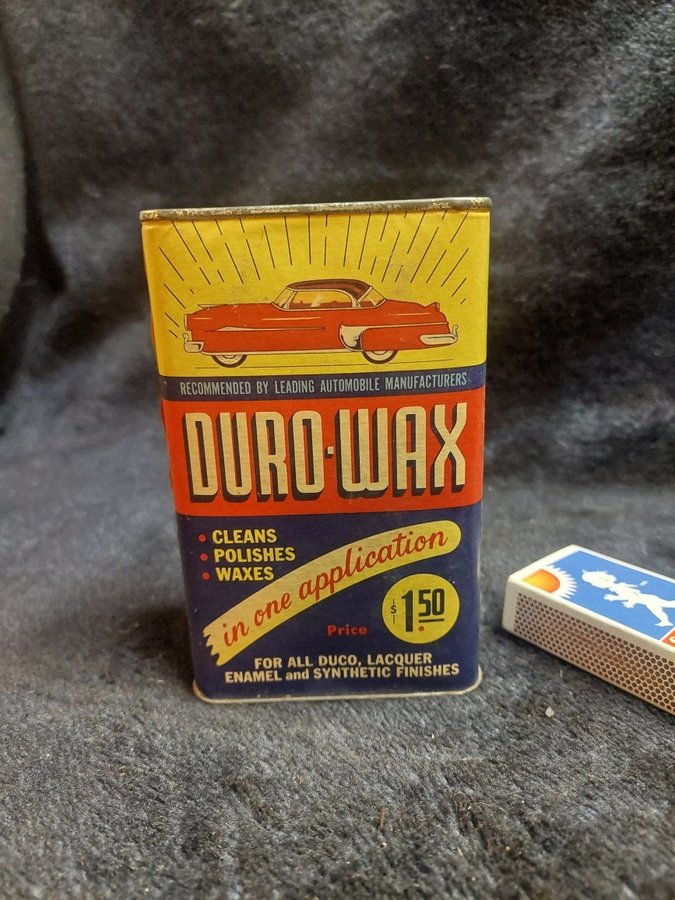 RECOMMENDED BY LEADING AUTOMOBILE MANUFACTURERS
DURO·WAX
• CLEANS
• POLISHES
• WAXES
in one application
Price $1.50
FOR ALL DUCO, LACQUER
ENAMEL and SYNTHETIC FINISHES